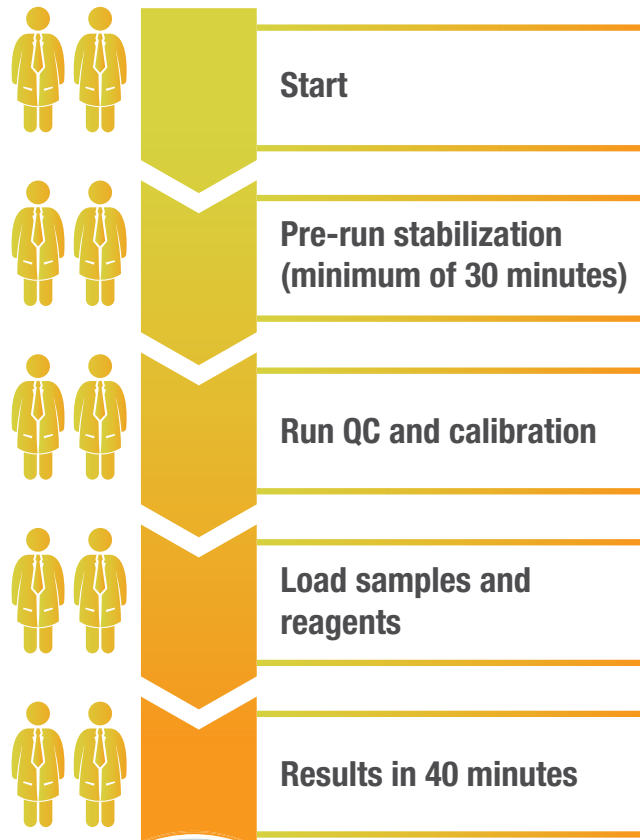 Start
Pre-run stabilization
(minimum of 30 minutes)
Run QC and calibration
Load samples and
reagents
Results in 40 minutes